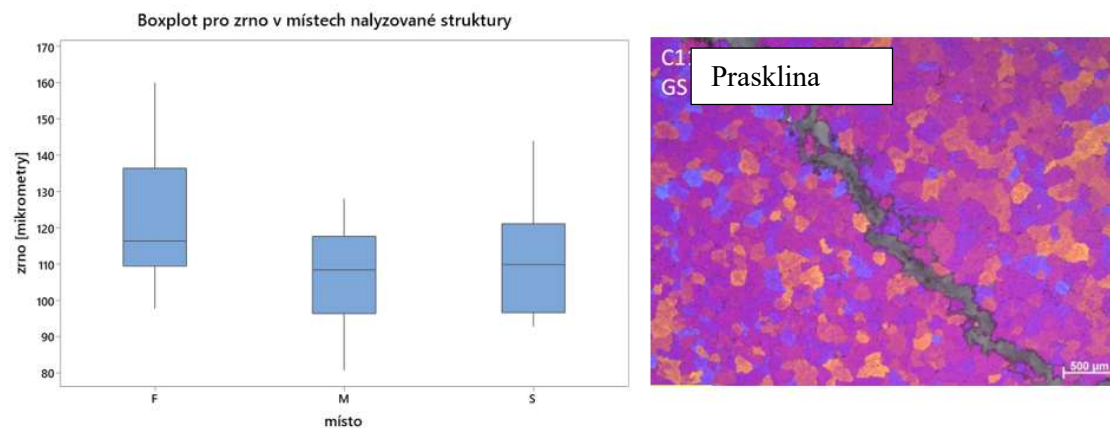 Boxplot pro zrno v místech nalyzované struktury
170
160
150
140
130
120
110
100
90
80
zrno [mikrometry]
F M S
místo
GS
Prasklina
500 µm